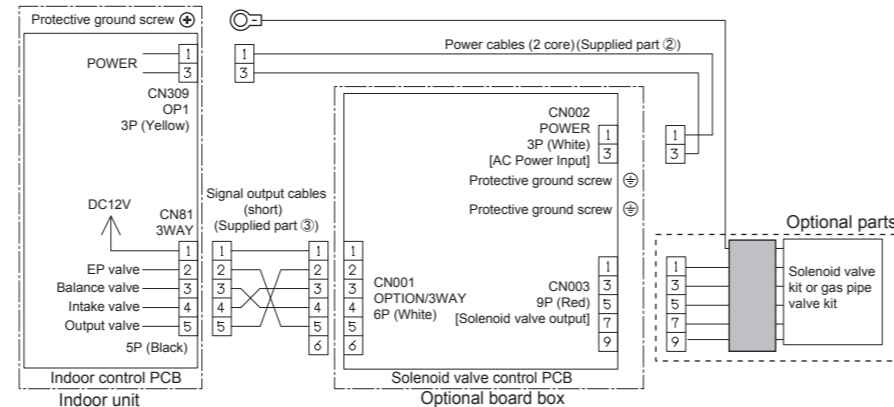 Protective ground screw
POWER
1
3
CN309
OP1
3P (Yellow)
1
3
Power cables (2 core)(Supplied part ②)
CN002
POWER
3P (White)
[AC Power Input]
1
3
1
3
Protective ground screw
Protective ground screw
DC12V
CN81
3WAY
1
2
3
4
5
EP valve
Balance valve
Intake valve
Output valve
5P (Black)
Signal output cables
(short)
(Supplied part ③)
1
2
3
4
5
1
2
3
4
5
6
1
2
3
4
5
6
CN001
OPTION/3WAY
6P (White)
CN003
9P (Red)
[Solenoid valve output]
1
3
5
7
9
Optional parts
1
3
5
7
9
Solenoid valve
kit or gas pipe
valve kit
Indoor control PCB
Indoor unit
Solenoid valve control PCB
Optional board box